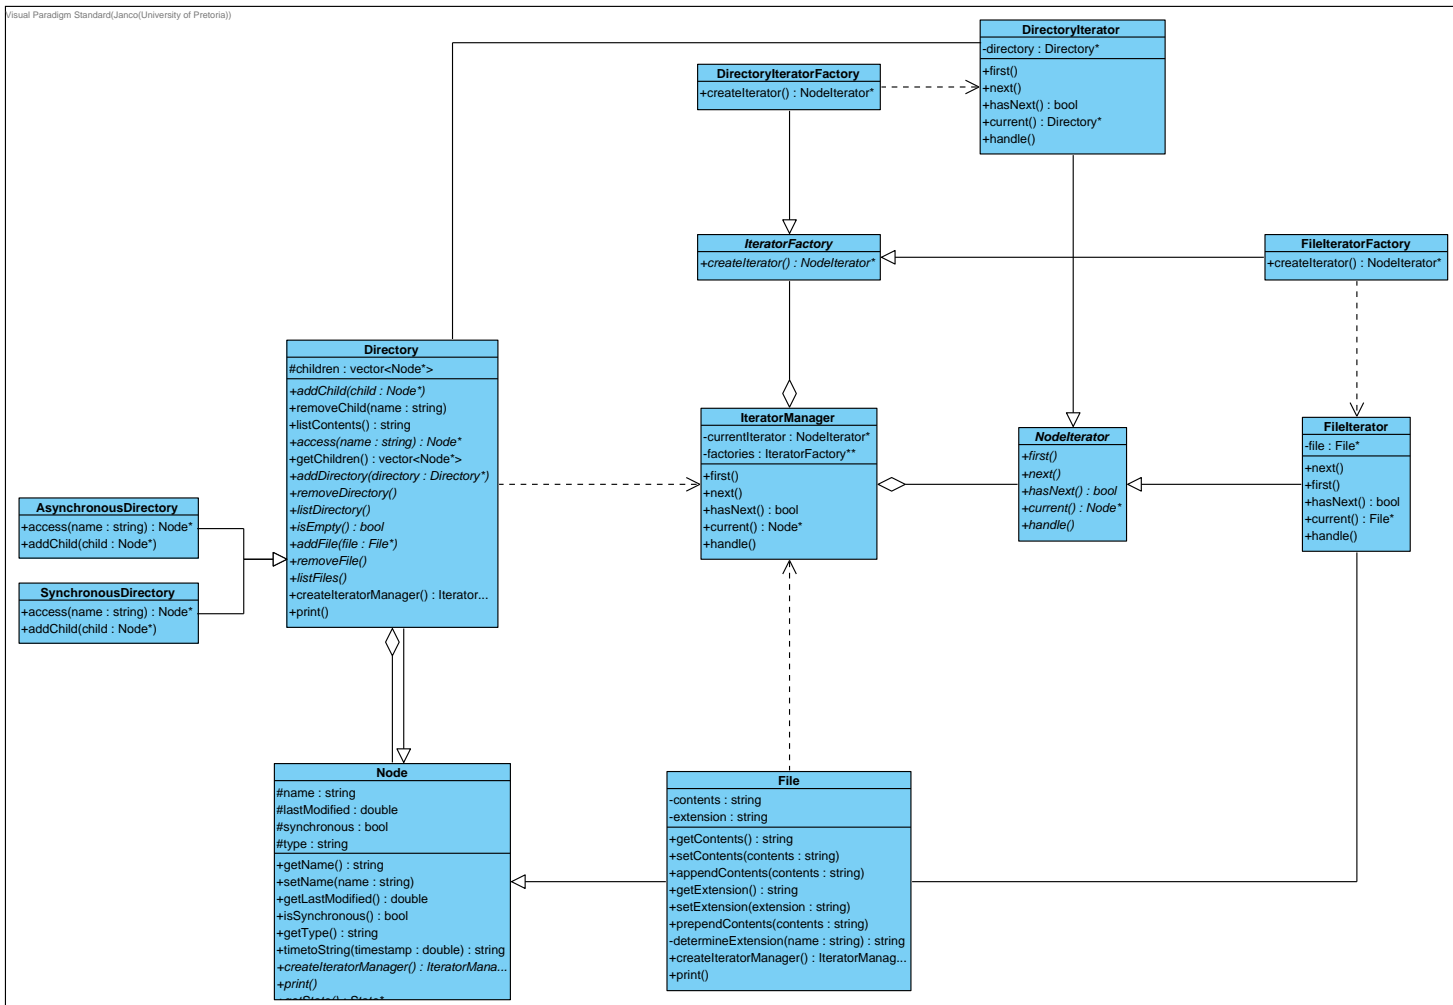 Visual Paradigm Standard(Janco(University of Pretoria))
DirectoryIterator
-directory : Directory*
+first()
+next()
+hasNext() : bool
+current() : Directory*
+handle()
DirectoryIteratorFactory
+createIterator() : NodeIterator*
IteratorFactory
+createIterator() : NodeIterator*
FileIteratorFactory
+createIterator() : NodeIterator*
Directory
#children : vector<Node*>
+addChild(child : Node*)
+removeChild(name : string)
+listContents() : string
+access(name : string) : Node*
+getChildren() : vector<Node*>
+addDirectory(directory : Directory*)
+removeDirectory()
+listDirectory()
+isEmpty() : bool
+addFile(file : File*)
+removeFile()
+listFiles()
+createIteratorManager() : Iterator...
+print()
IteratorManager
-currentIterator : NodeIterator*
-factories : IteratorFactory**
+first()
+next()
+hasNext() : bool
+current() : Node*
+handle()
NodeIterator
+first()
+next()
+hasNext() : bool
+current() : Node*
+handle()
FileIterator
-file : File*
+next()
+first()
+hasNext() : bool
+current() : File*
+handle()
AsynchronousDirectory
+access(name : string) : Node*
+addChild(child : Node*)
SynchronousDirectory
+access(name : string) : Node*
+addChild(child : Node*)
Node
#name : string
#lastModified : double
#synchronous : bool
#type : string
+getName() : string
+setName(name : string)
+getLastModified() : double
+isSynchronous() : bool
+getType() : string
+timetoString(timestamp : double) : string
+createIteratorManager() : IteratorMana...
+print()
+getState() : State*
File
-contents : string
-extension : string
+getContents() : string
+setContents(contents : string)
+appendContents(contents : string)
+getExtension() : string
+setExtension(extension : string)
+prependContents(contents : string)
-determineExtension(name : string) : string
+createIteratorManager() : IteratorManag...
+print()